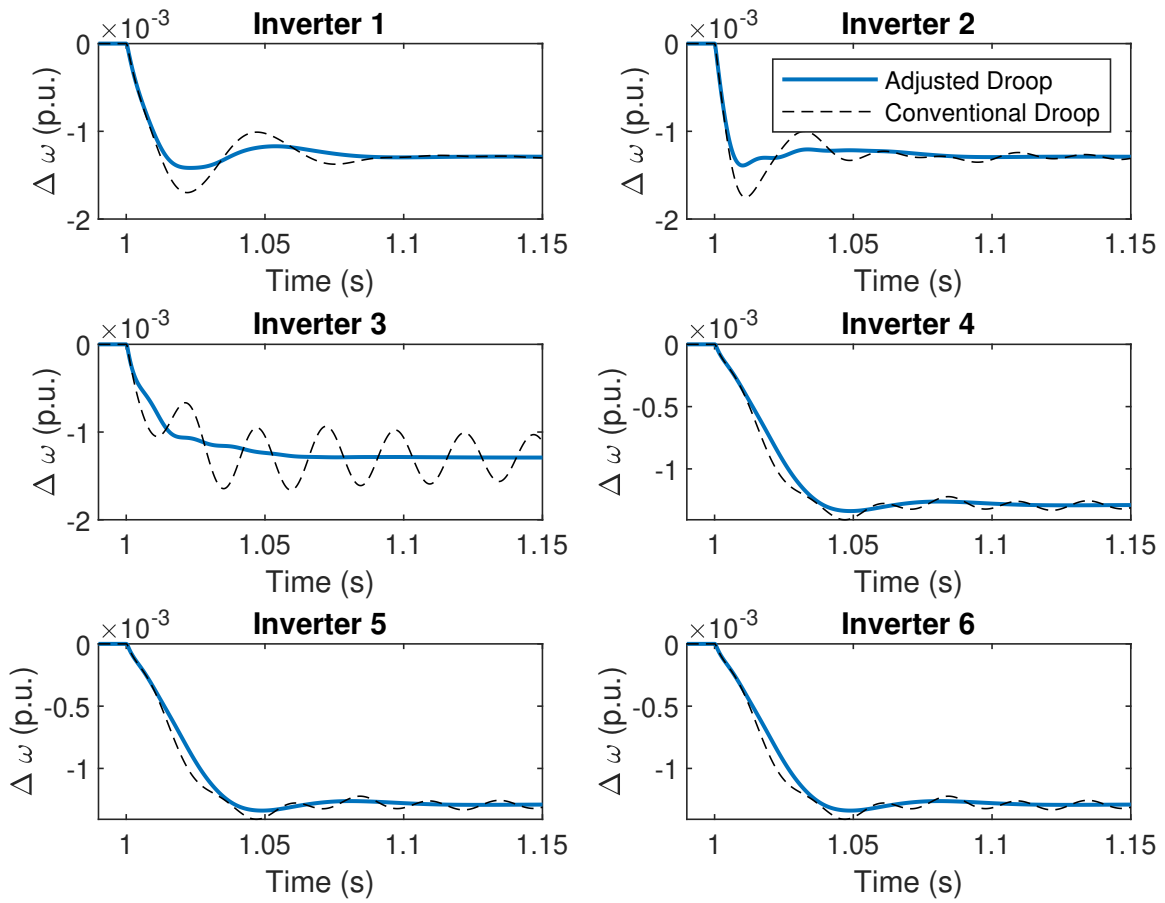 Inverter 1
×10-3
0
-1
-2
Δ ω (p.u.)
1 1.05 1.1 1.15
Time (s)
Inverter 2
×10-3
0
-1
-2
Δ ω (p.u.)
Adjusted Droop
Conventional Droop
1 1.05 1.1 1.15
Time (s)
Inverter 3
×10-3
0
-1
-2
Δ ω (p.u.)
1 1.05 1.1 1.15
Time (s)
Inverter 4
×10-3
0
-0.5
-1
Δ ω (p.u.)
1 1.05 1.1 1.15
Time (s)
Inverter 5
×10-3
0
-0.5
-1
Δ ω (p.u.)
1 1.05 1.1 1.15
Time (s)
Inverter 6
×10-3
0
-0.5
-1
Δ ω (p.u.)
1 1.05 1.1 1.15
Time (s)